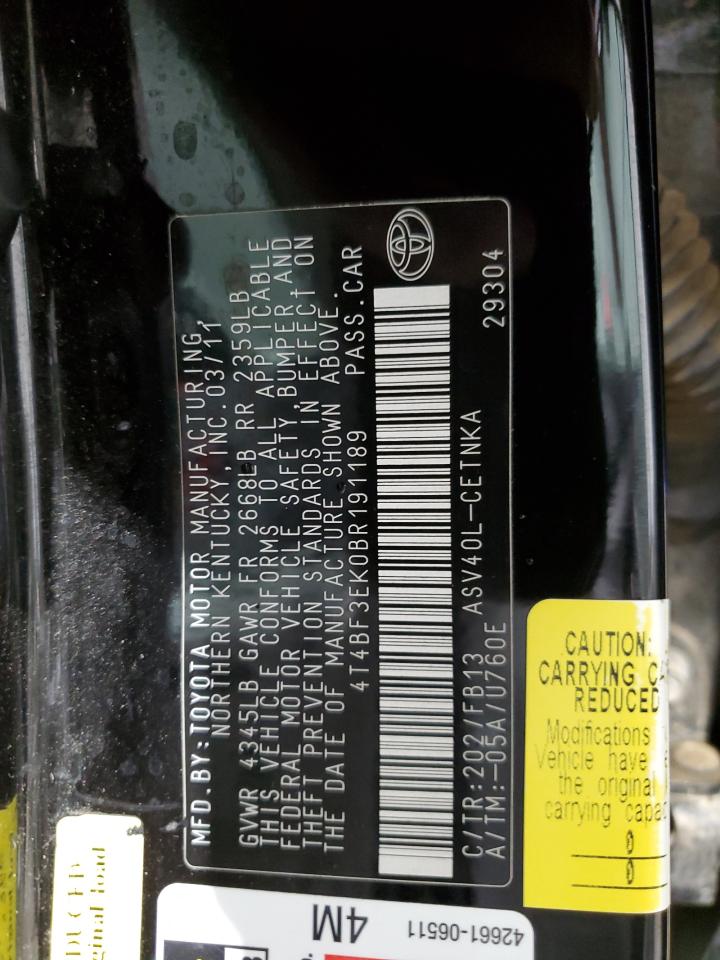 MFD.BY:TOYOTA MOTOR MANUFACTURING,
NORTHERN KENTUCKY,INC.03/11
GVWR 4345LB GAWR FR 2668LB RR 2359LB
THIS VEHICLE CONFORMS TO ALL APPLICABLE
FEDERAL MOTOR VEHICLE SAFETY,BUMPER,AND
THEFT PREVENTION STANDARDS IN EFFECT ON
THE DATE OF MANUFACTURE SHOWN ABOVE.
4T4BF3EK0BR191189 PASS.CAR
C/TR:202/FB13 ASV40L-CETNKA 29304
A/TM:-05A/U760E
CAUTION:
CARRYING
REDUCED
Modifications
Vehicle have
the original
carrying
0
0
4M
42661-06511